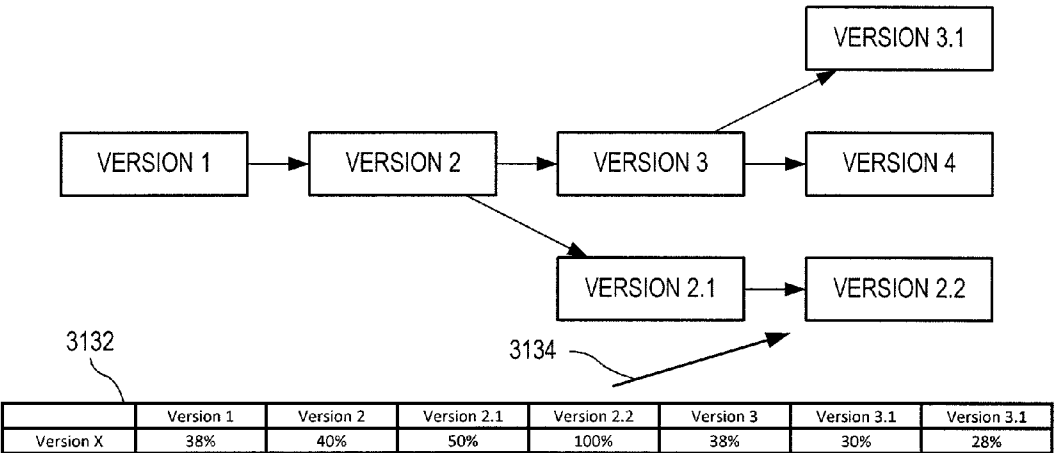 VERSION 3.1
VERSION 1 VERSION 2 VERSION 3 VERSION 4
VERSION 2.1 VERSION 2.2
3132 3134
Version 1 Version 2 Version 2.1 Version 2.2 Version 3 Version 3.1 Version 3.1
Version X 38% 40% 50% 100% 38% 30% 28%